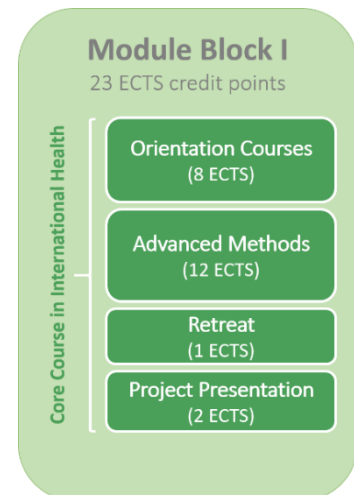 Module Block I
23 ECTS credit points
Core Course in International Health
Orientation Courses
(8 ECTS)
Advanced Methods
(12 ECTS)
Retreat
(1 ECTS)
Project Presentation
(2 ECTS)